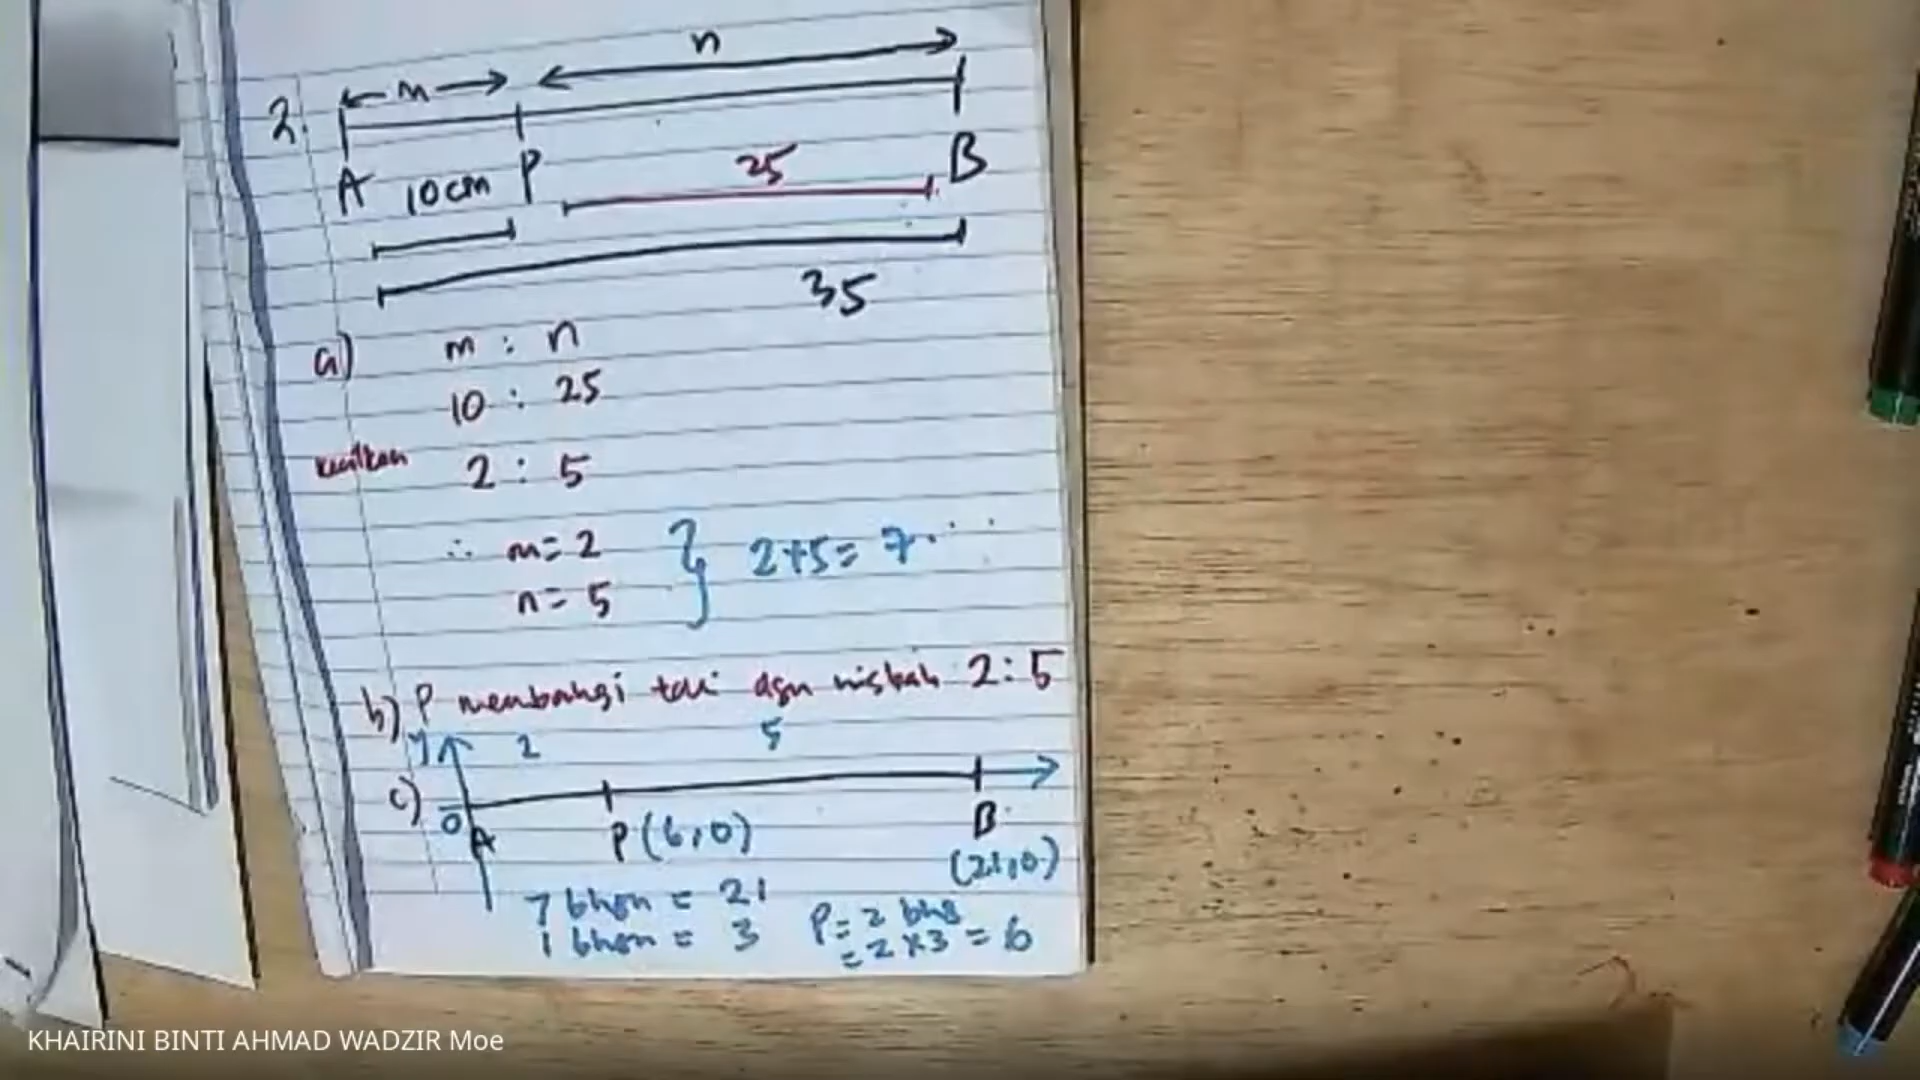 n
2. m
A 10cm P 25 B
35
a) m : n
10 : 25
kecilkan 2 : 5
∴ m = 2 } 2+5 = 7
n = 5
b) P membahagi tali dgn nisbah 2 : 5
y 2 5
c) 0 A P(6,0) B
(21,0)
7 bhgn = 21
1 bhgn = 3
P = 2 bhg
= 2 x 3 = 6
KHAIRINI BINTI AHMAD WADZIR Moe